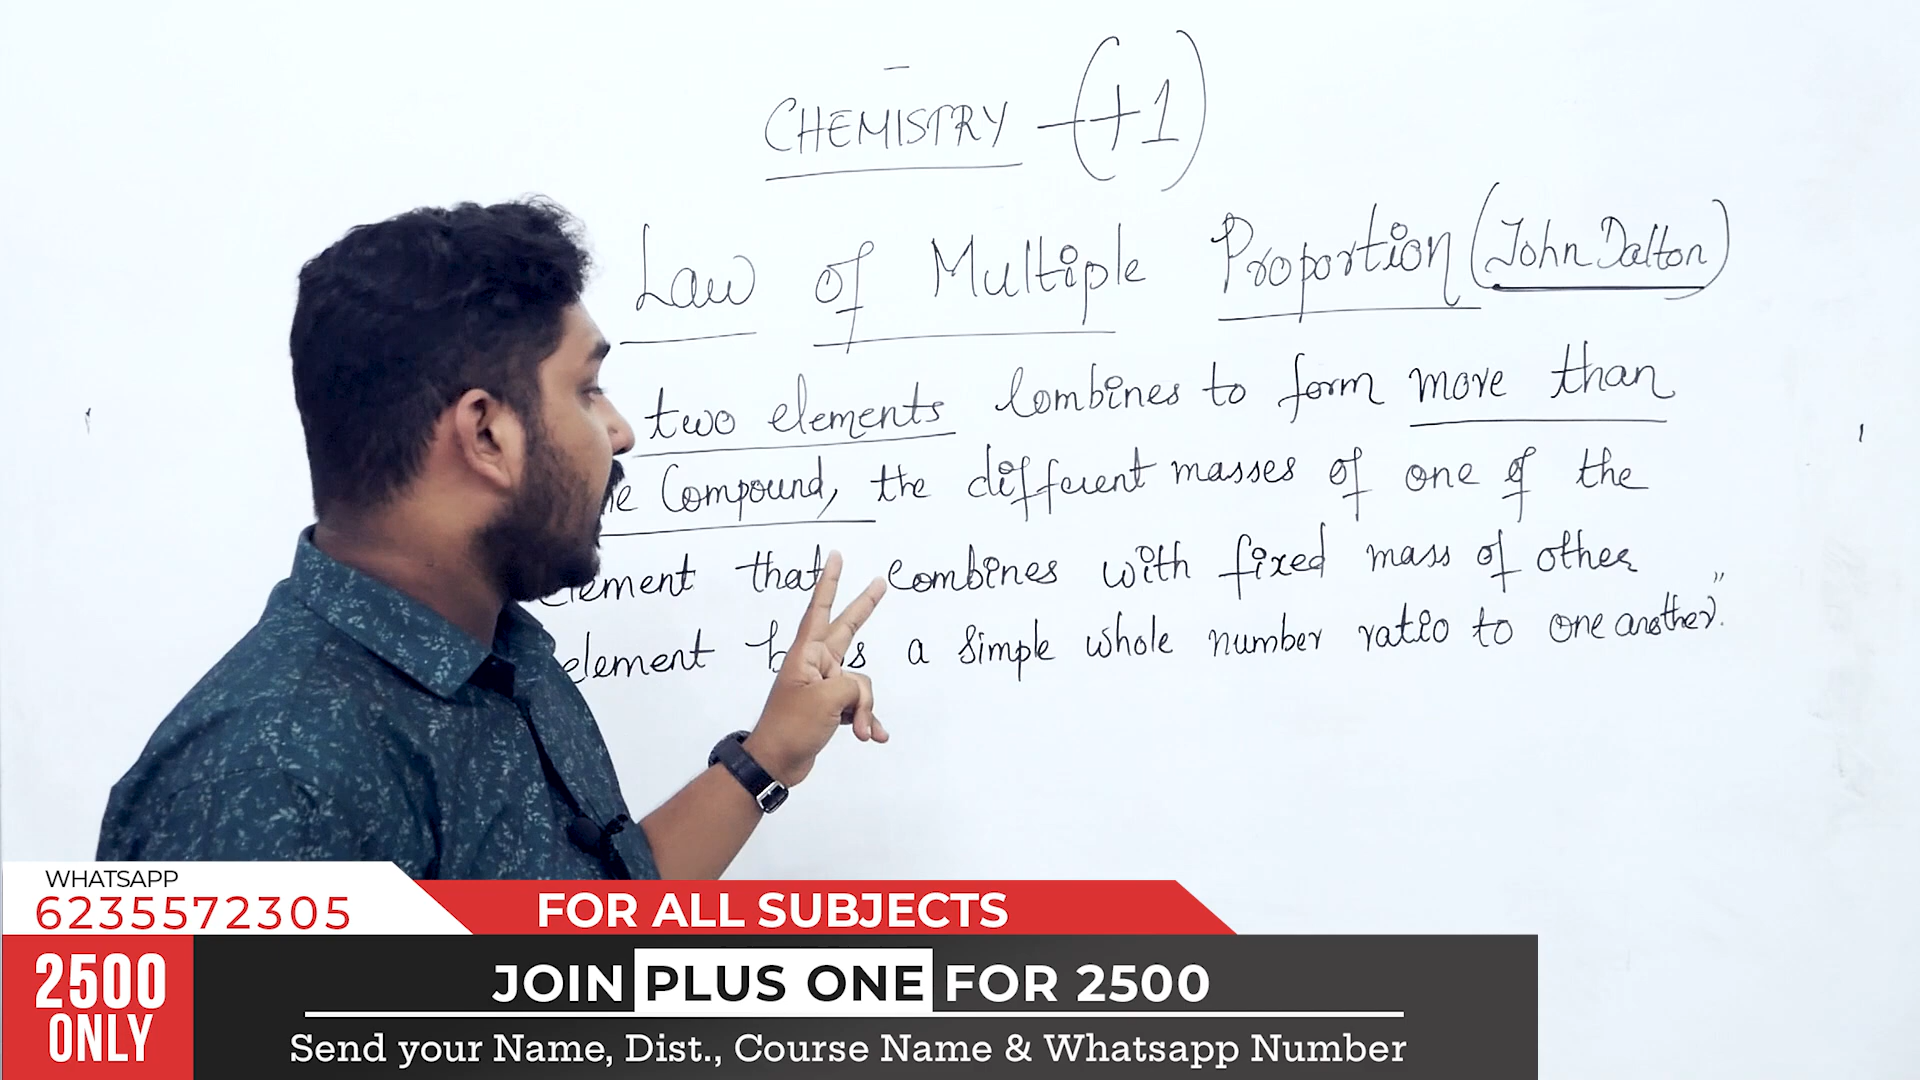 CHEMISTRY - (+1)
Law of Multiple Proportion (John Dalton)
two elements Combines to form more than
Compound, the different masses of one of the
element that combines with fixed mass of other
element a simple whole number ratio to one another."
WHATSAPP
6235572305
FOR ALL SUBJECTS
2500
ONLY
JOIN PLUS ONE FOR 2500
Send your Name, Dist., Course Name & Whatsapp Number